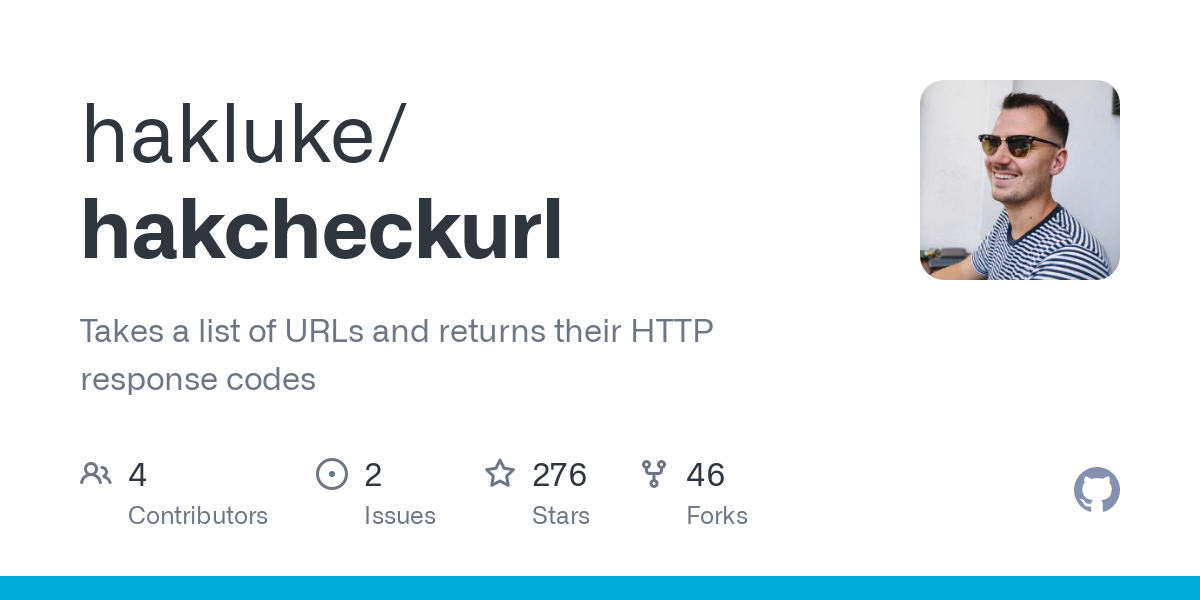 hakluke/
hakcheckurl
Takes a list of URLs and returns their HTTP
response codes
4
Contributors
2
Issues
276
Stars
46
Forks